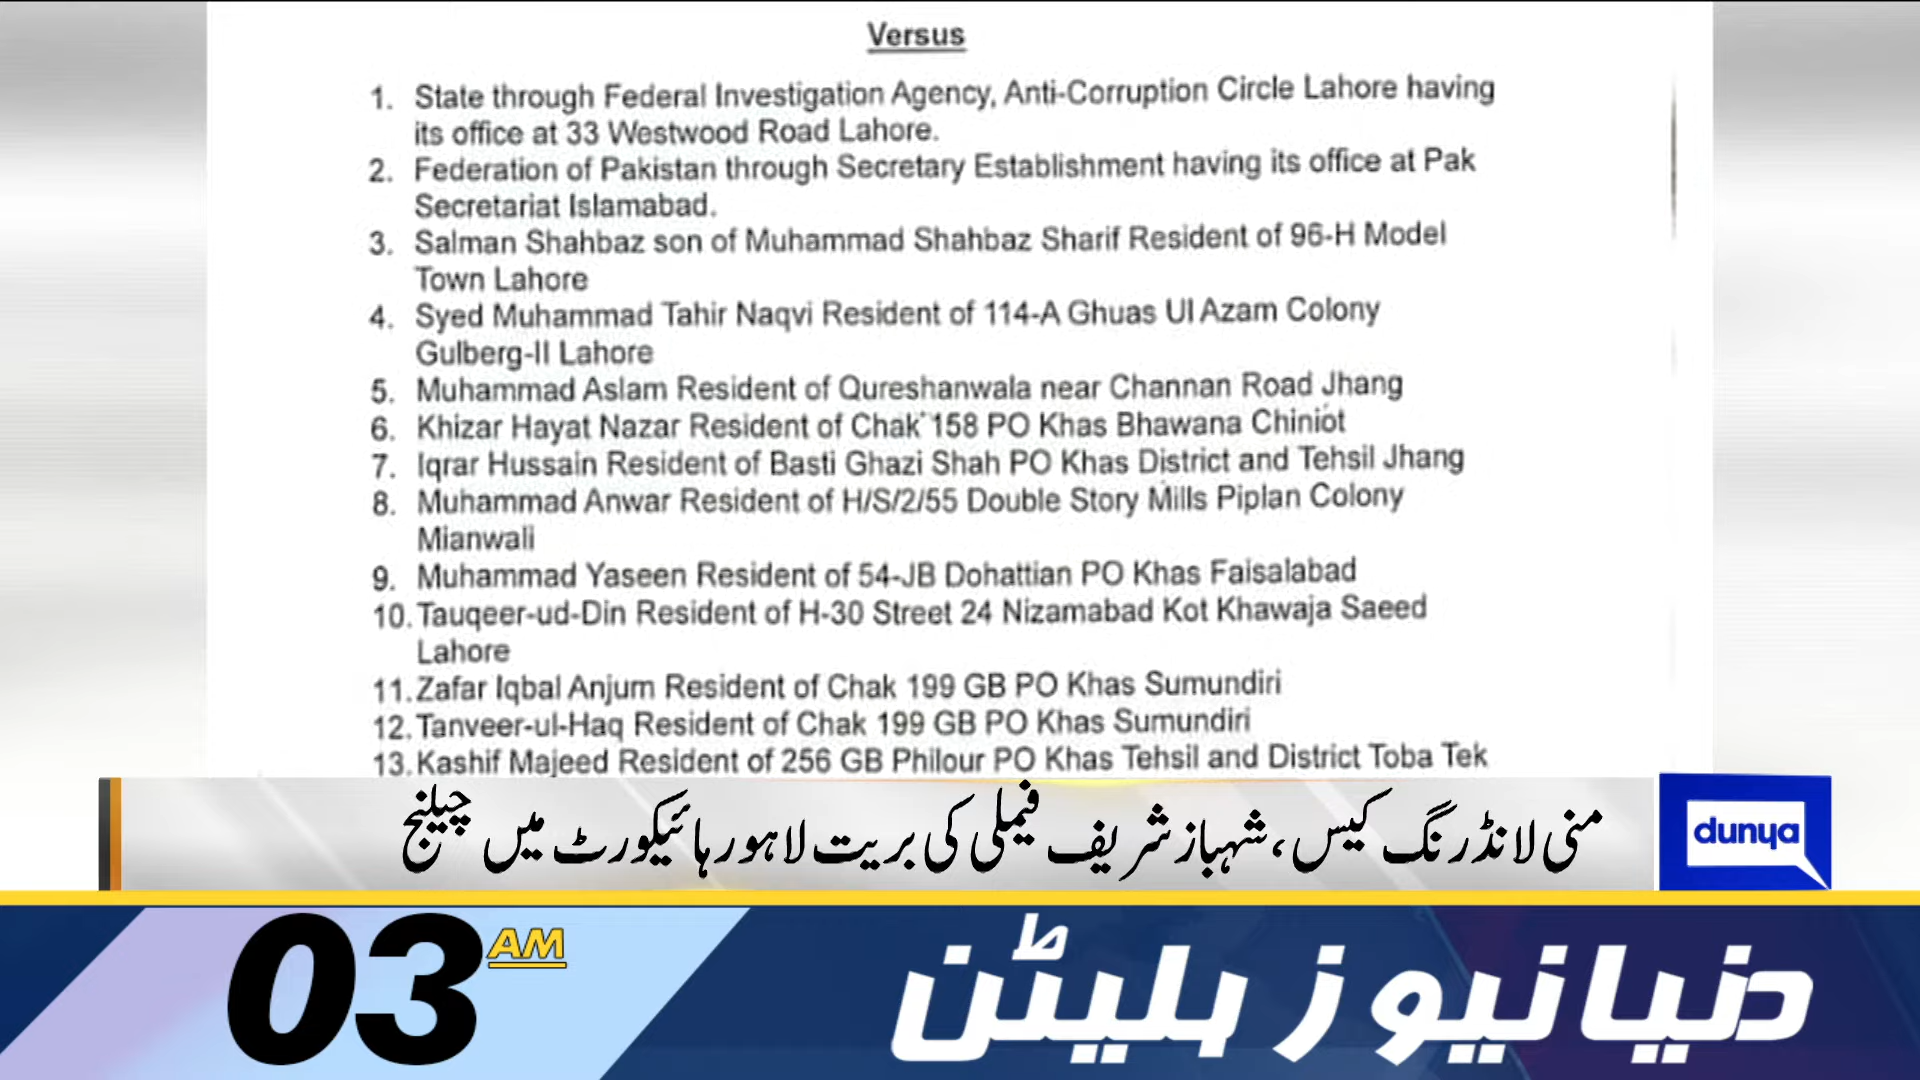 Versus
1. State through Federal Investigation Agency, Anti-Corruption Circle Lahore having
its office at 33 Westwood Road Lahore.
2. Federation of Pakistan through Secretary Establishment having its office at Pak
Secretariat Islamabad.
3. Salman Shahbaz son of Muhammad Shahbaz Sharif Resident of 96-H Model
Town Lahore
4. Syed Muhammad Tahir Naqvi Resident of 114-A Ghuas Ul Azam Colony
Gulberg-II Lahore
5. Muhammad Aslam Resident of Qureshanwala near Channan Road Jhang
6. Khizar Hayat Nazar Resident of Chak 158 PO Khas Bhawana Chiniot
7. Iqrar Hussain Resident of Basti Ghazi Shah PO Khas District and Tehsil Jhang
8. Muhammad Anwar Resident of H/S/2/55 Double Story Mills Piplan Colony
Mianwali
9. Muhammad Yaseen Resident of 54-JB Dohattian PO Khas Faisalabad
10. Tauqeer-ud-Din Resident of H-30 Street 24 Nizamabad Kot Khawaja Saeed
Lahore
11. Zafar Iqbal Anjum Resident of Chak 199 GB PO Khas Sumundiri
12. Tanveer-ul-Haq Resident of Chak 199 GB PO Khas Sumundiri
13. Kashif Majeed Resident of 256 GB Philour PO Khas Tehsil and District Toba Tek
منی لانڈرنگ کیس، شہباز شریف فیملی کی بریت لاہور ہائیکورٹ میں چیلنج
dunya
03 AM
دنیا نیوز بلیٹن